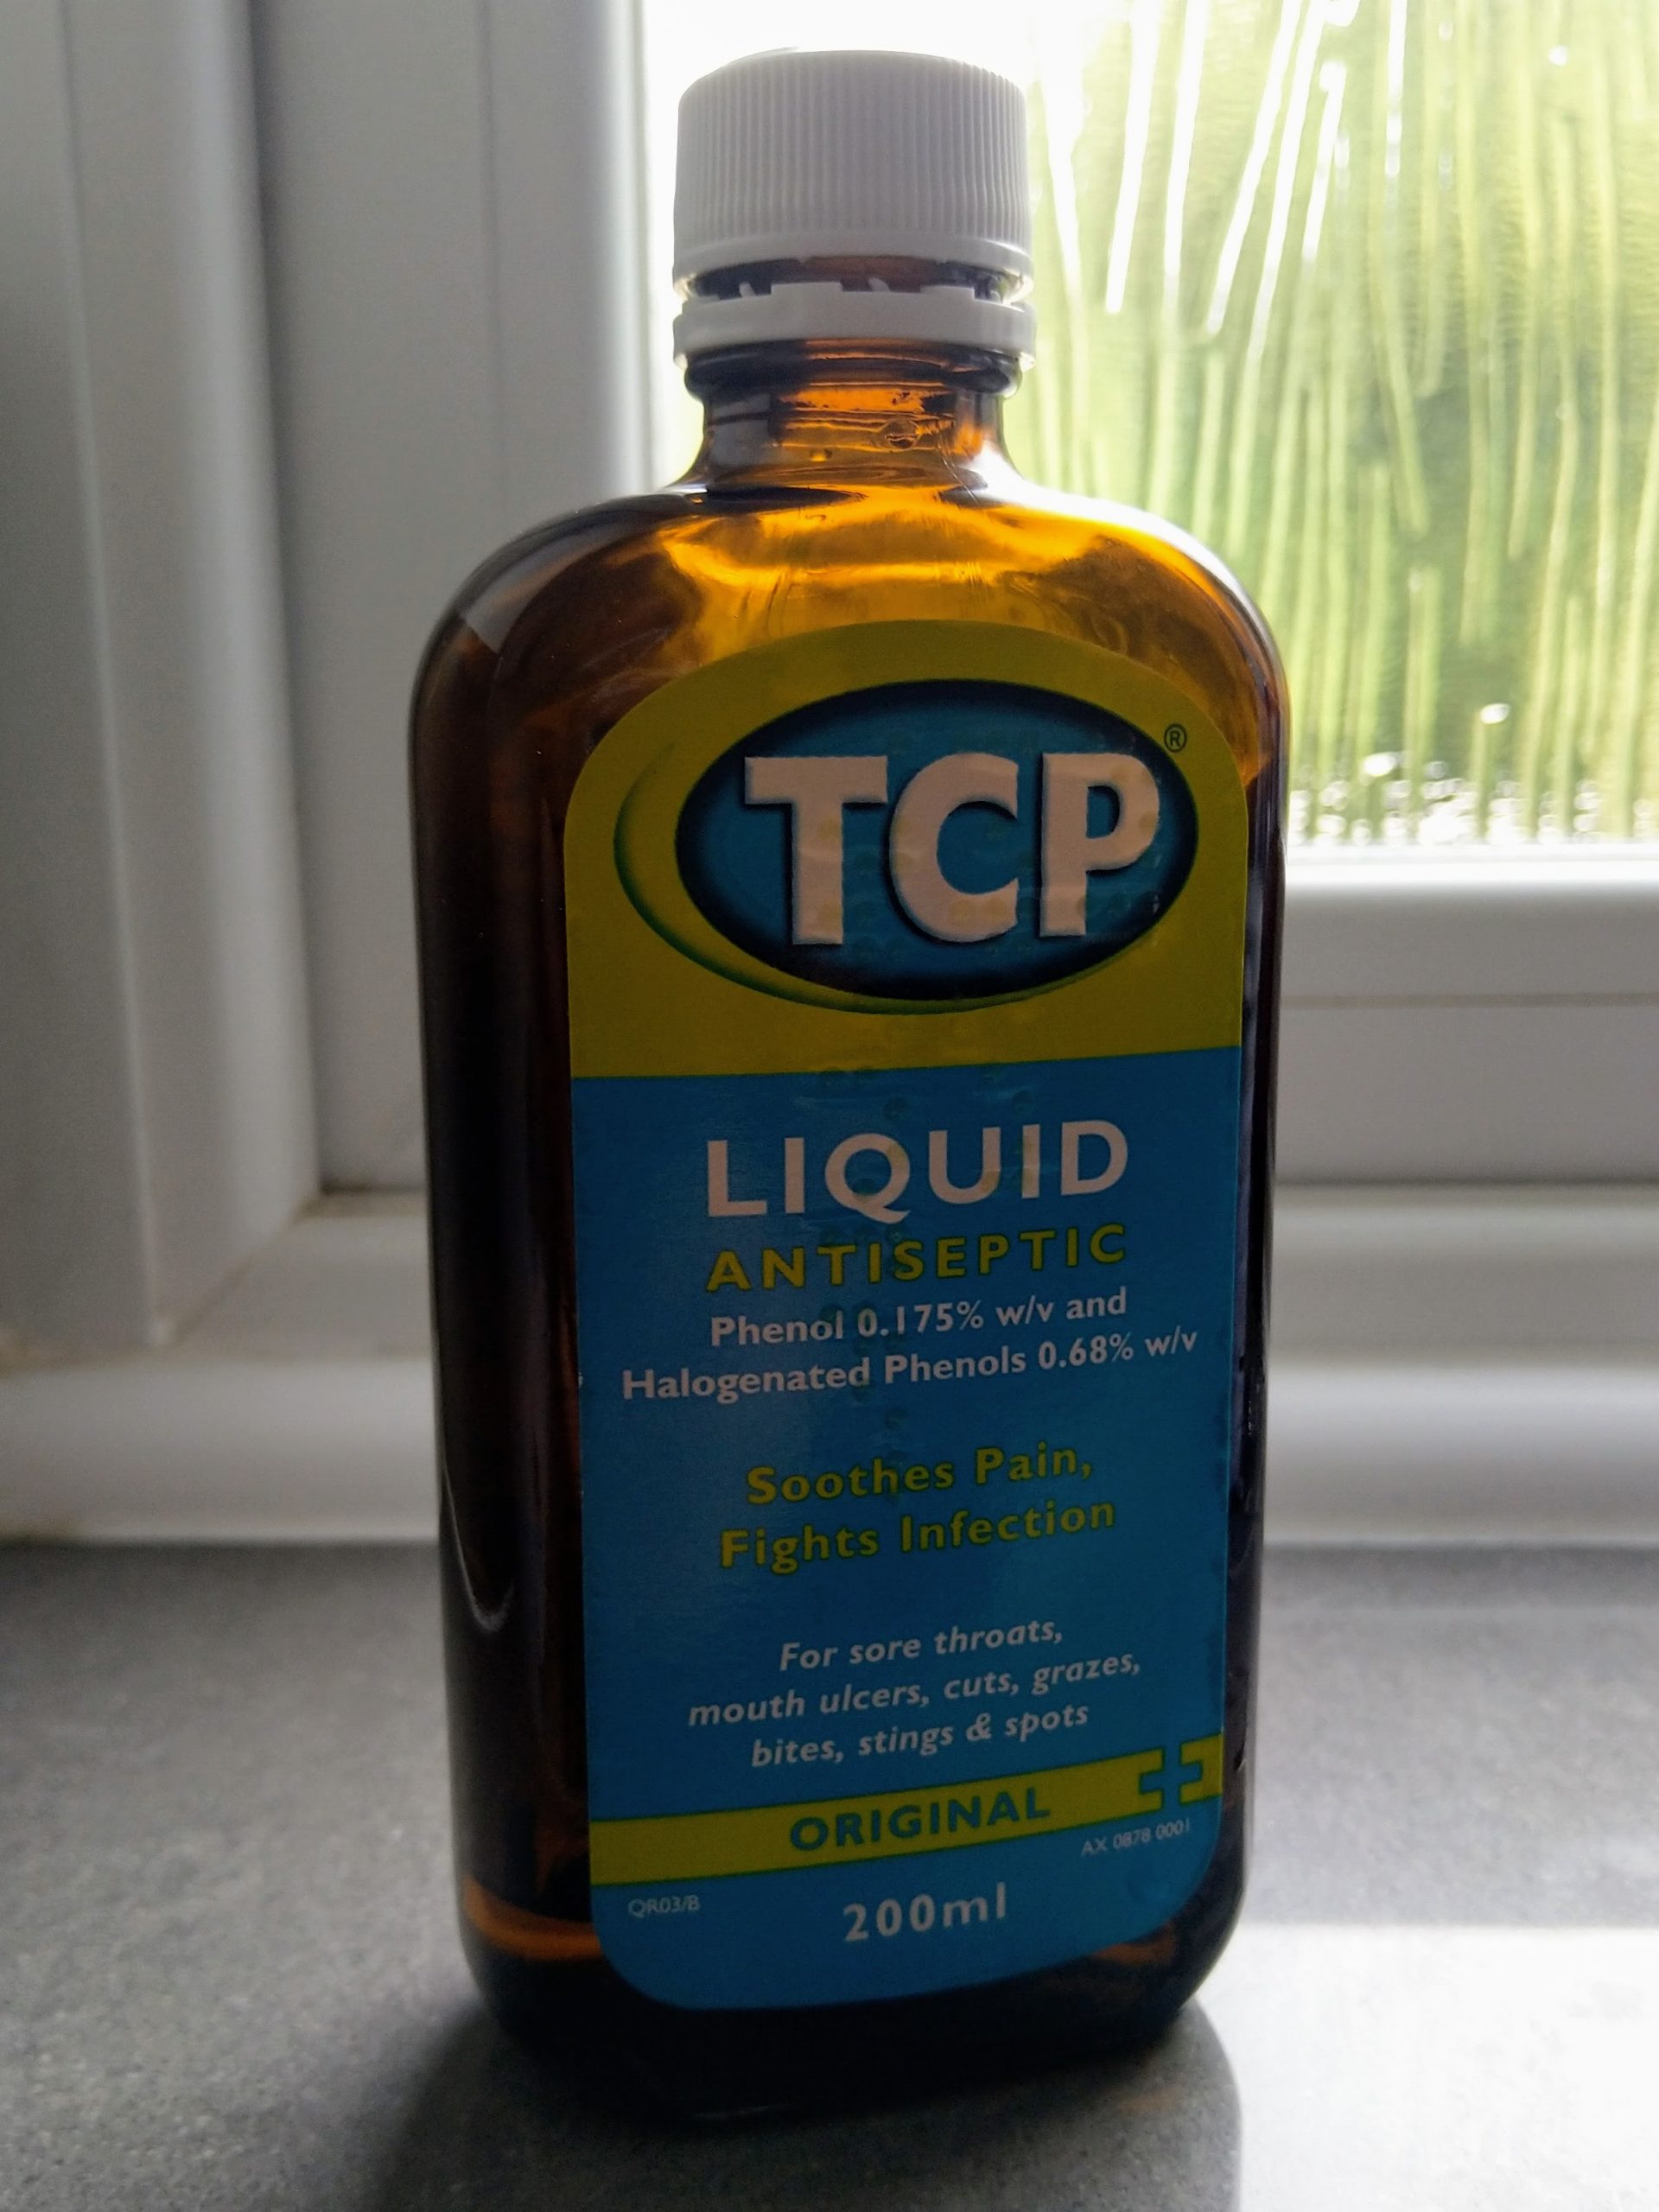 TCP®
LIQUID
ANTISEPTIC
Phenol 0.175% w/v and
Halogenated Phenols 0.68% w/v
Soothes Pain,
Fights Infection
For sore throats,
mouth ulcers, cuts, grazes,
bites, stings & spots
ORIGINAL
AX 0878 0001
QR03/B
200ml